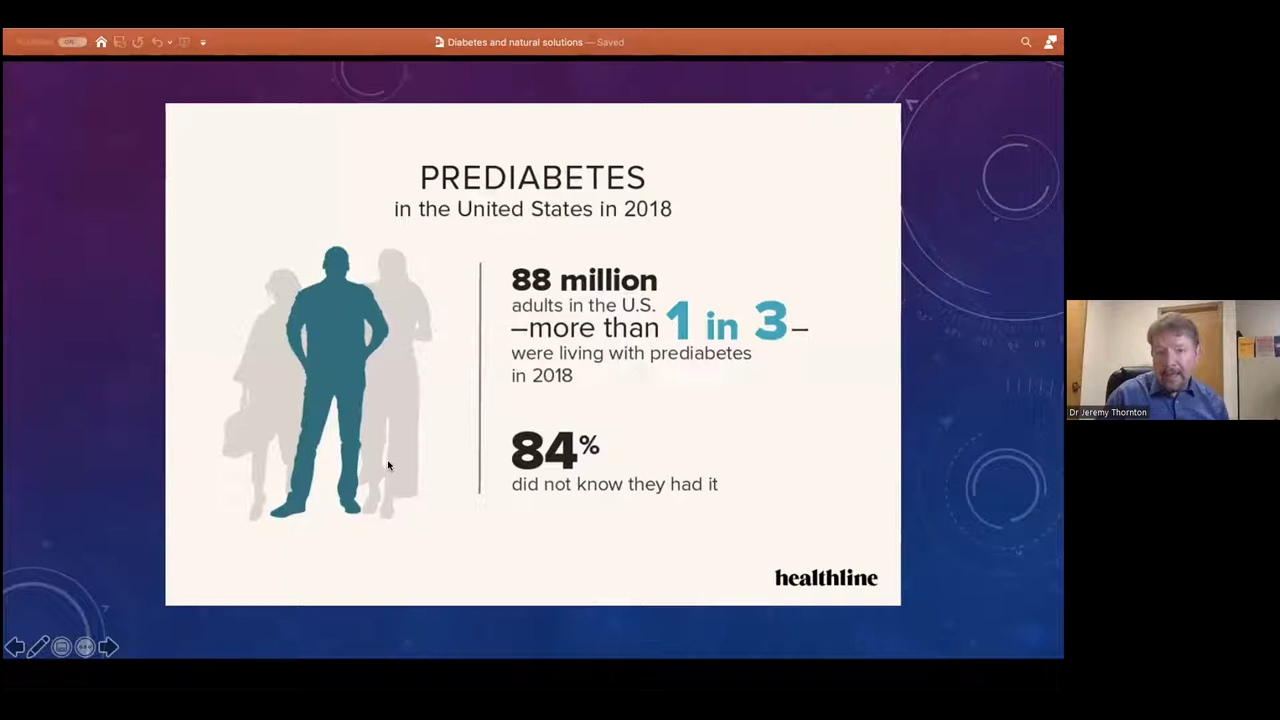 Diabetes and natural solutions — Saved
PREDIABETES
in the United States in 2018
88 million
adults in the U.S.
–more than 1 in 3–
were living with prediabetes
in 2018
84%
did not know they had it
healthline
Dr Jeremy Thornton